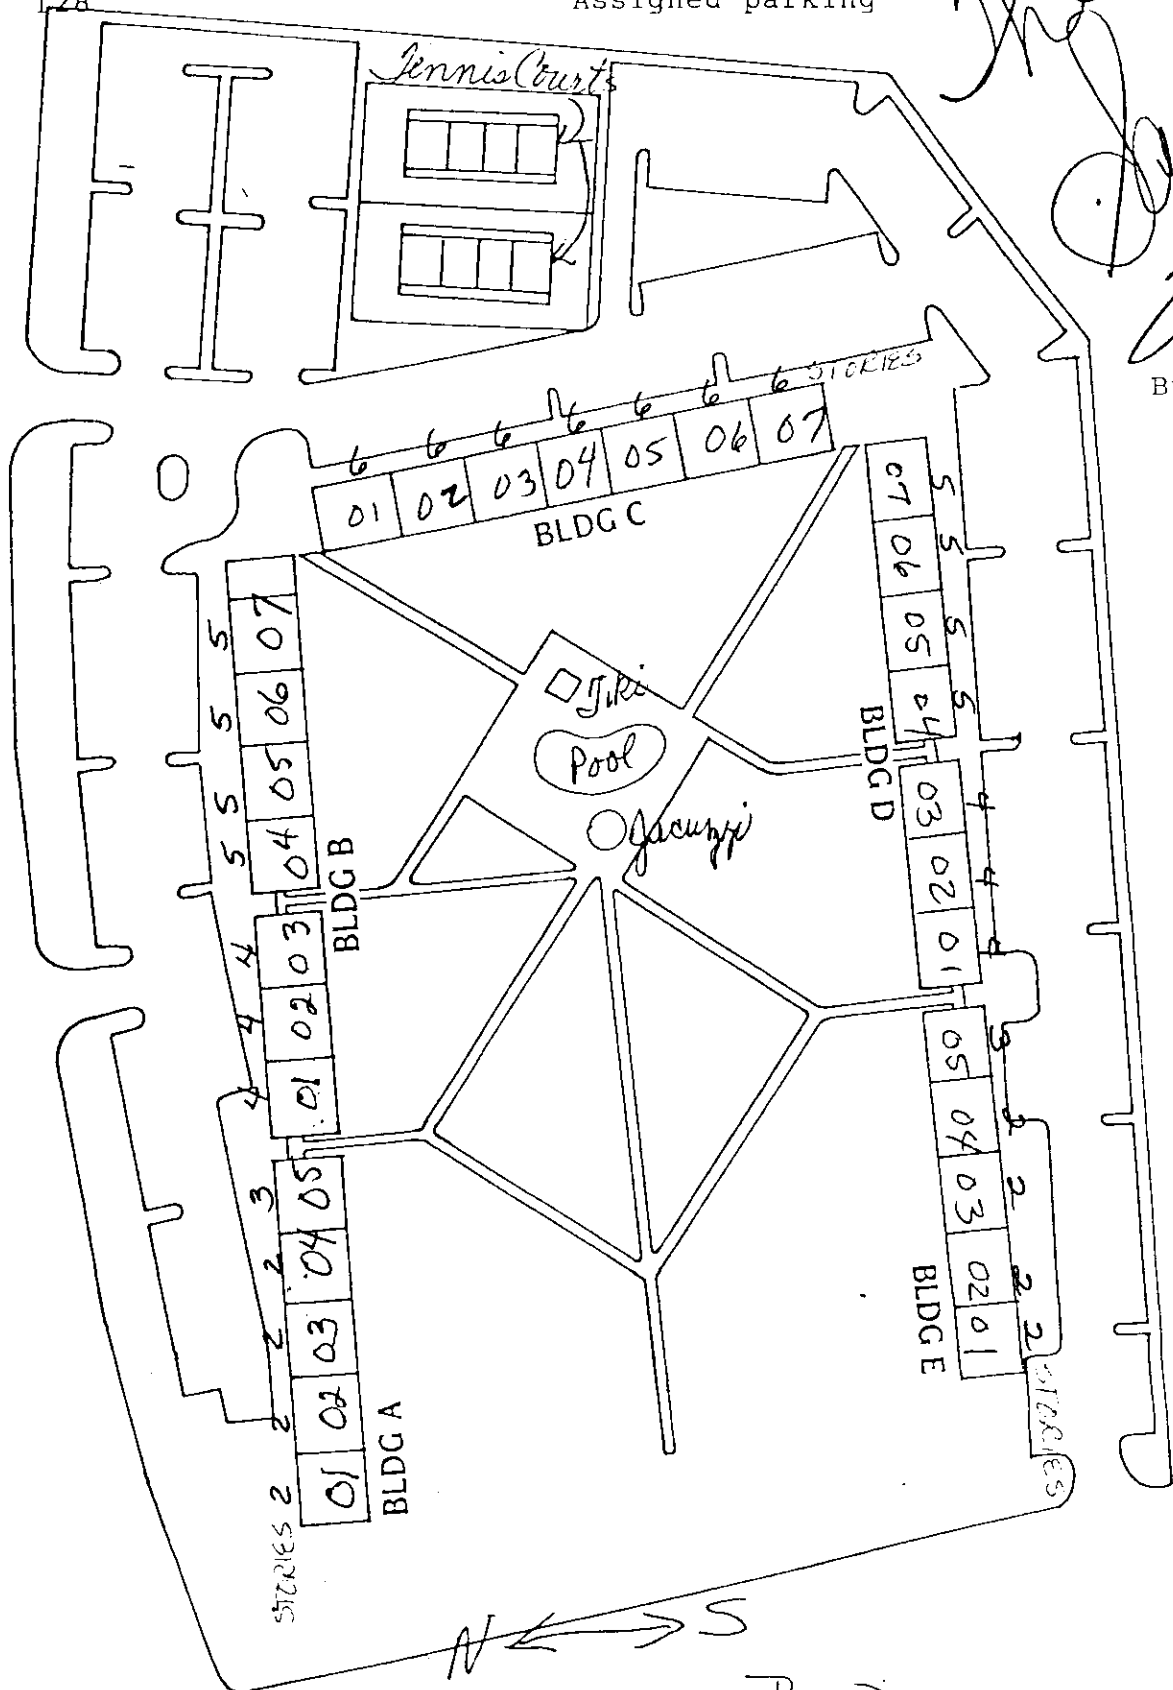 Assigned parking
Tennis Courts
6 6 6 6 6 6 6 STORIES
01 02 03 04 05 06 07
BLDG C
07 5
06 5
05 5
04 5
BLDG D
03 4
02 4
01 4
05 3
04 2
03 2
02 2
01 2
BLDG E
STORIES
Tiki
Pool
Jacuzzi
5 07
5 06
5 05
5 04
BLDG B
4 03
4 02
4 01
3 05
2 04
2 03
2 02
2 01
BLDG A
STORIES
N S